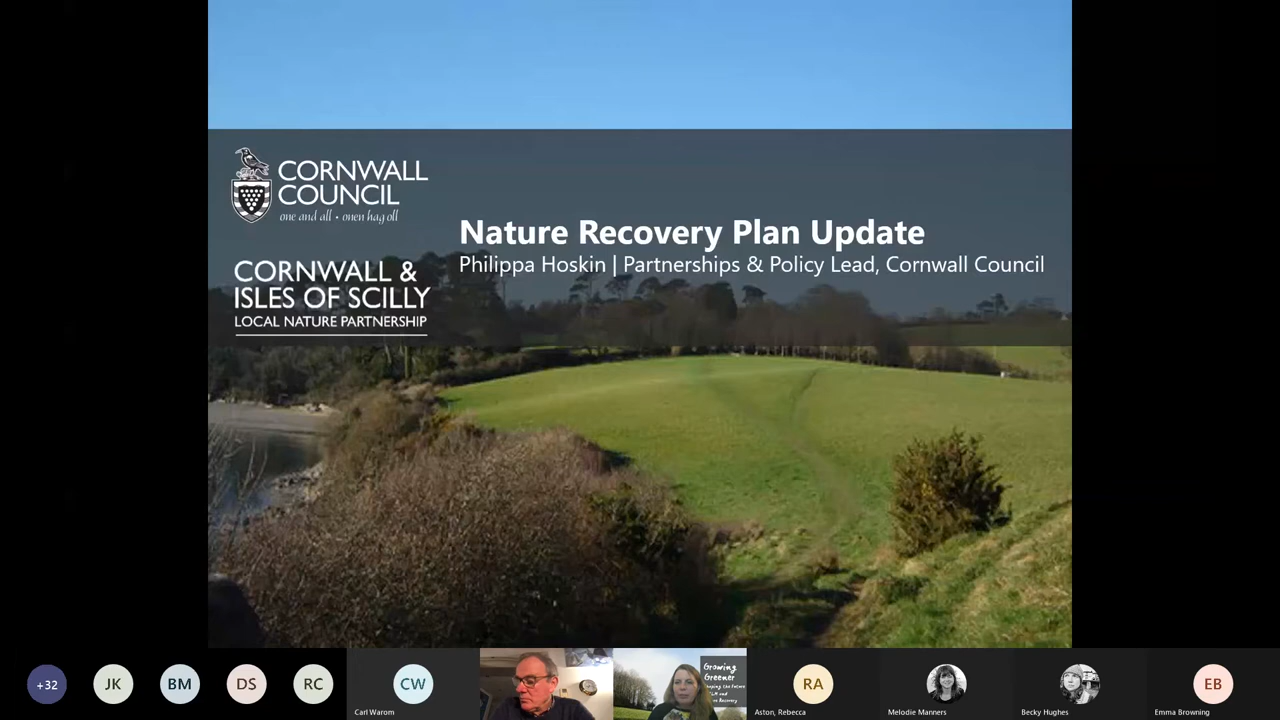 CORNWALL
COUNCIL
one and all • onen hag oll
CORNWALL &
ISLES OF SCILLY
LOCAL NATURE PARTNERSHIP
Nature Recovery Plan Update
Philippa Hoskin | Partnerships & Policy Lead, Cornwall Council
+32
JK
BM
DS
RC
CW
Carl Warom
Growing
Greener
RA
Aston, Rebecca
Melodie Manners
Becky Hughes
EB
Emma Browning